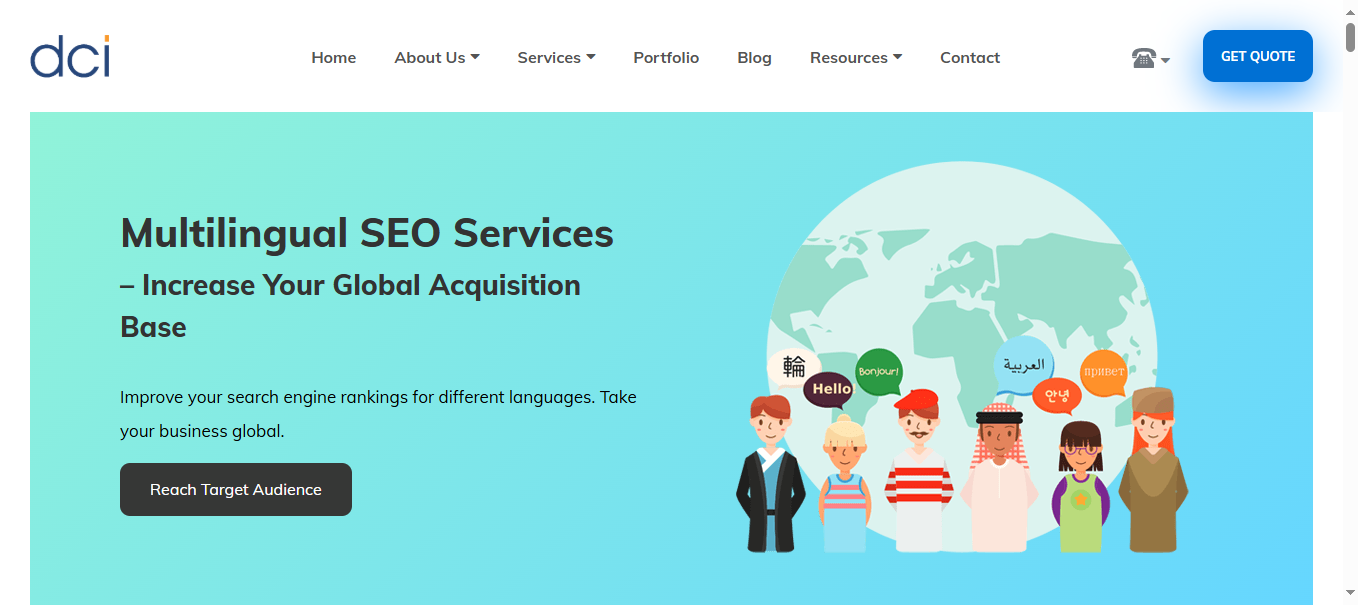 dci
Home
About Us
Services
Portfolio
Blog
Resources
Contact
GET QUOTE
Multilingual SEO Services
– Increase Your Global Acquisition
Base
Improve your search engine rankings for different languages. Take
your business global.
Reach Target Audience
輪
Hello
Bonjour!
العربية
안녕
привет